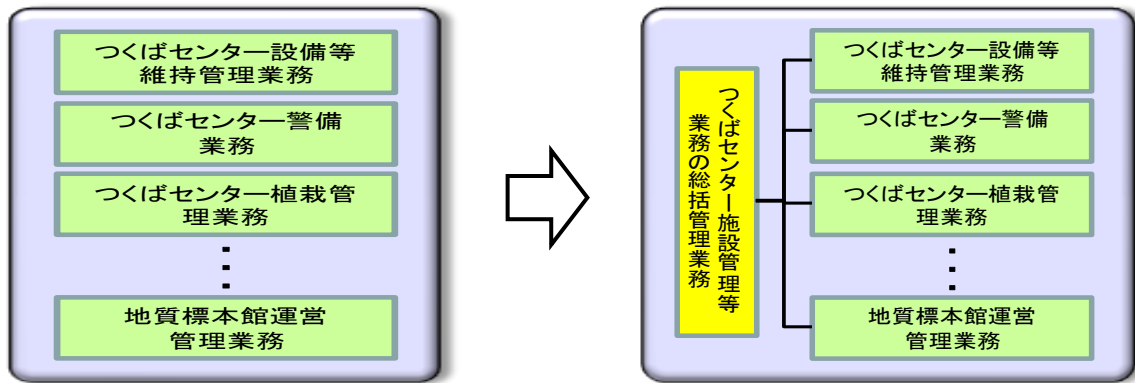 つくばセンター設備等
維持管理業務
つくばセンター警備
業務
つくばセンター植栽管
理業務
⋮
地質標本館運営
管理業務
つくばセンター施設管理等
業務の総括管理業務
つくばセンター設備等
維持管理業務
つくばセンター警備
業務
つくばセンター植栽管
理業務
⋮
地質標本館運営
管理業務